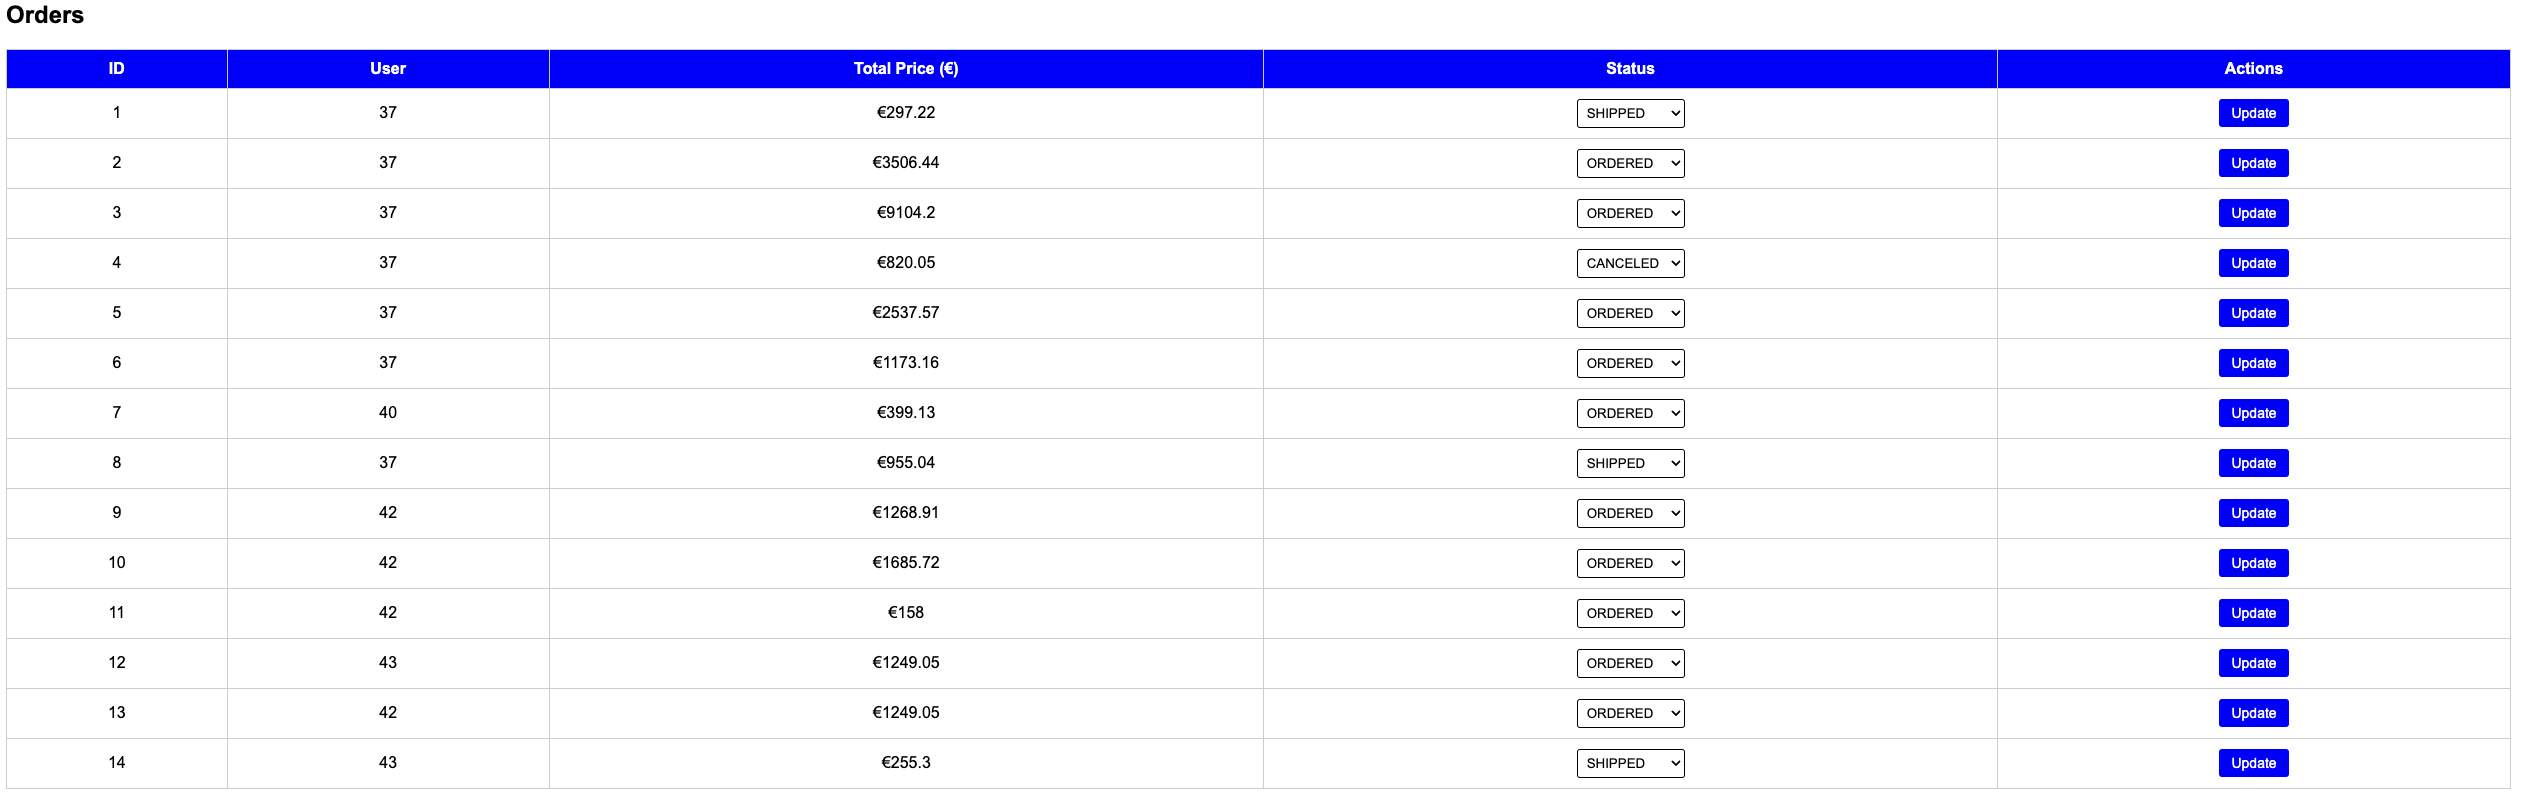 Orders
ID User Total Price (€) Status Actions
1 37 €297.22 SHIPPED Update
2 37 €3506.44 ORDERED Update
3 37 €9104.2 ORDERED Update
4 37 €820.05 CANCELED Update
5 37 €2537.57 ORDERED Update
6 37 €1173.16 ORDERED Update
7 40 €399.13 ORDERED Update
8 37 €955.04 SHIPPED Update
9 42 €1268.91 ORDERED Update
10 42 €1685.72 ORDERED Update
11 42 €158 ORDERED Update
12 43 €1249.05 ORDERED Update
13 42 €1249.05 ORDERED Update
14 43 €255.3 SHIPPED Update